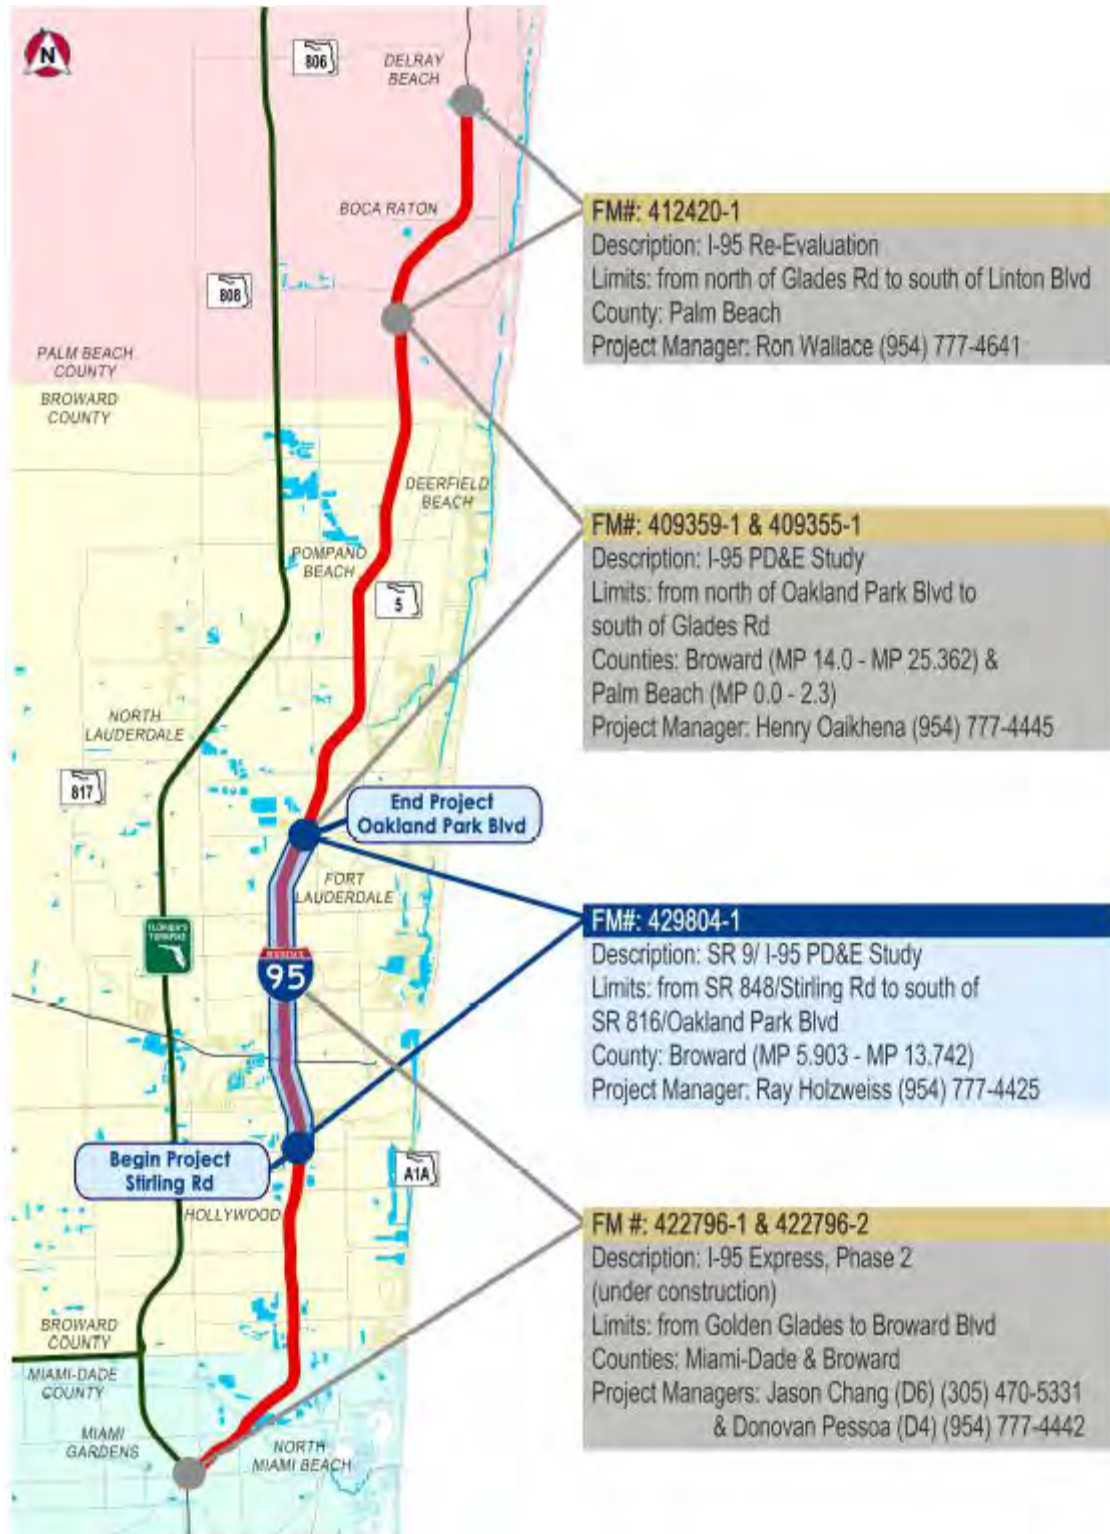 N
806
DELRAY
BEACH
BOCA RATON
808
PALM BEACH
COUNTY
BROWARD
COUNTY
DEERFIELD
BEACH
POMPANO
BEACH
5
NORTH
LAUDERDALE
817
End Project
Oakland Park Blvd
FORT
LAUDERDALE
FLORIDA'S
TURNPIKE
95
Begin Project
Stirling Rd
A1A
HOLLYWOOD
BROWARD
COUNTY
MIAMI-DADE
COUNTY
MIAMI
GARDENS
NORTH
MIAMI BEACH
FM#: 412420-1
Description: I-95 Re-Evaluation
Limits: from north of Glades Rd to south of Linton Blvd
County: Palm Beach
Project Manager: Ron Wallace (954) 777-4641
FM#: 409359-1 & 409355-1
Description: I-95 PD&E Study
Limits: from north of Oakland Park Blvd to
south of Glades Rd
Counties: Broward (MP 14.0 - MP 25.362) &
Palm Beach (MP 0.0 - 2.3)
Project Manager: Henry Oaikhena (954) 777-4445
FM#: 429804-1
Description: SR 9/ I-95 PD&E Study
Limits: from SR 848/Stirling Rd to south of
SR 816/Oakland Park Blvd
County: Broward (MP 5.903 - MP 13.742)
Project Manager: Ray Holzweiss (954) 777-4425
FM #: 422796-1 & 422796-2
Description: I-95 Express, Phase 2
(under construction)
Limits: from Golden Glades to Broward Blvd
Counties: Miami-Dade & Broward
Project Managers: Jason Chang (D6) (305) 470-5331
& Donovan Pessoa (D4) (954) 777-4442